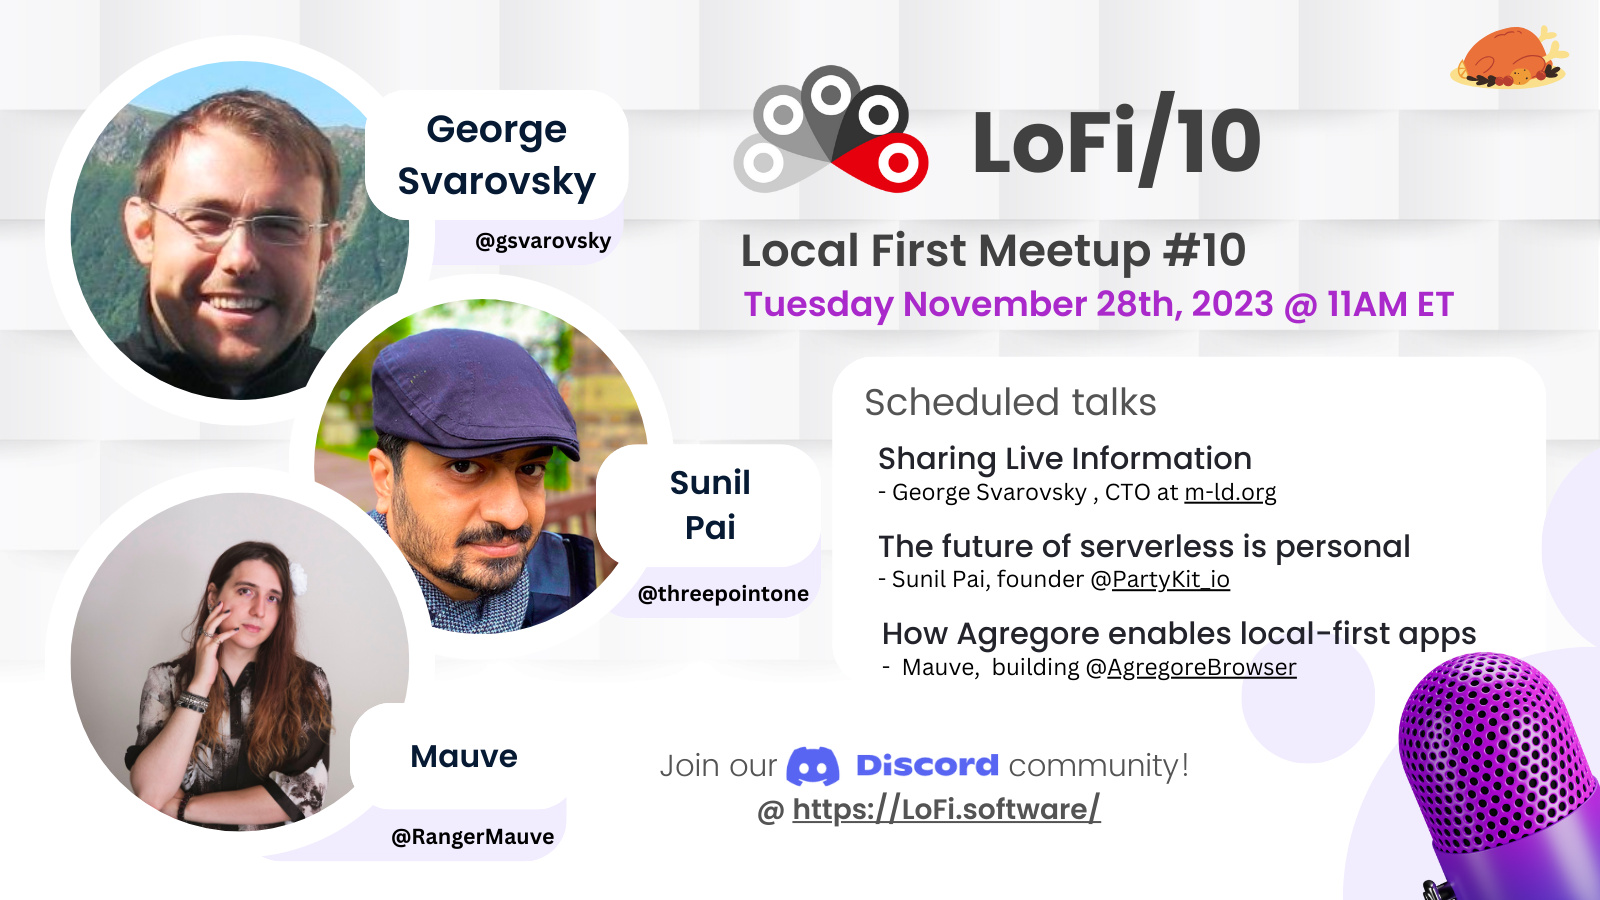 George
Svarovsky
@gsvarovsky
Sunil
Pai
@threepointone
Mauve
@RangerMauve
LoFi/10
Local First Meetup #10
Tuesday November 28th, 2023 @ 11AM ET
Scheduled talks
Sharing Live Information
- George Svarovsky , CTO at m-ld.org
The future of serverless is personal
- Sunil Pai, founder @PartyKit_io
How Agregore enables local-first apps
- Mauve, building @AgregoreBrowser
Join our Discord community!
@ https://LoFi.software/